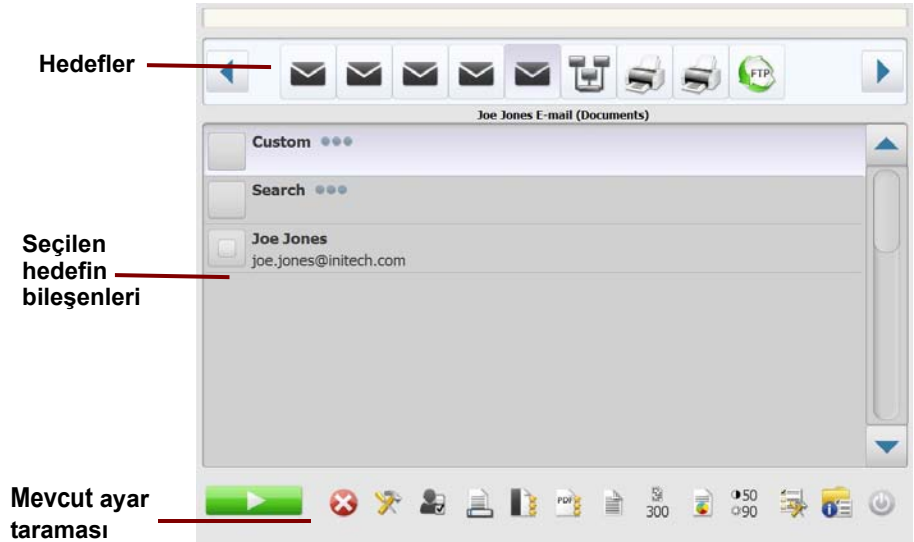 Hedefler
FTP
Joe Jones E-mail (Documents)
Custom
Search
Seçilen
hedefin
bileşenleri
Joe Jones
joe.jones@initech.com
Mevcut ayar
taraması
PDF
300
50
90